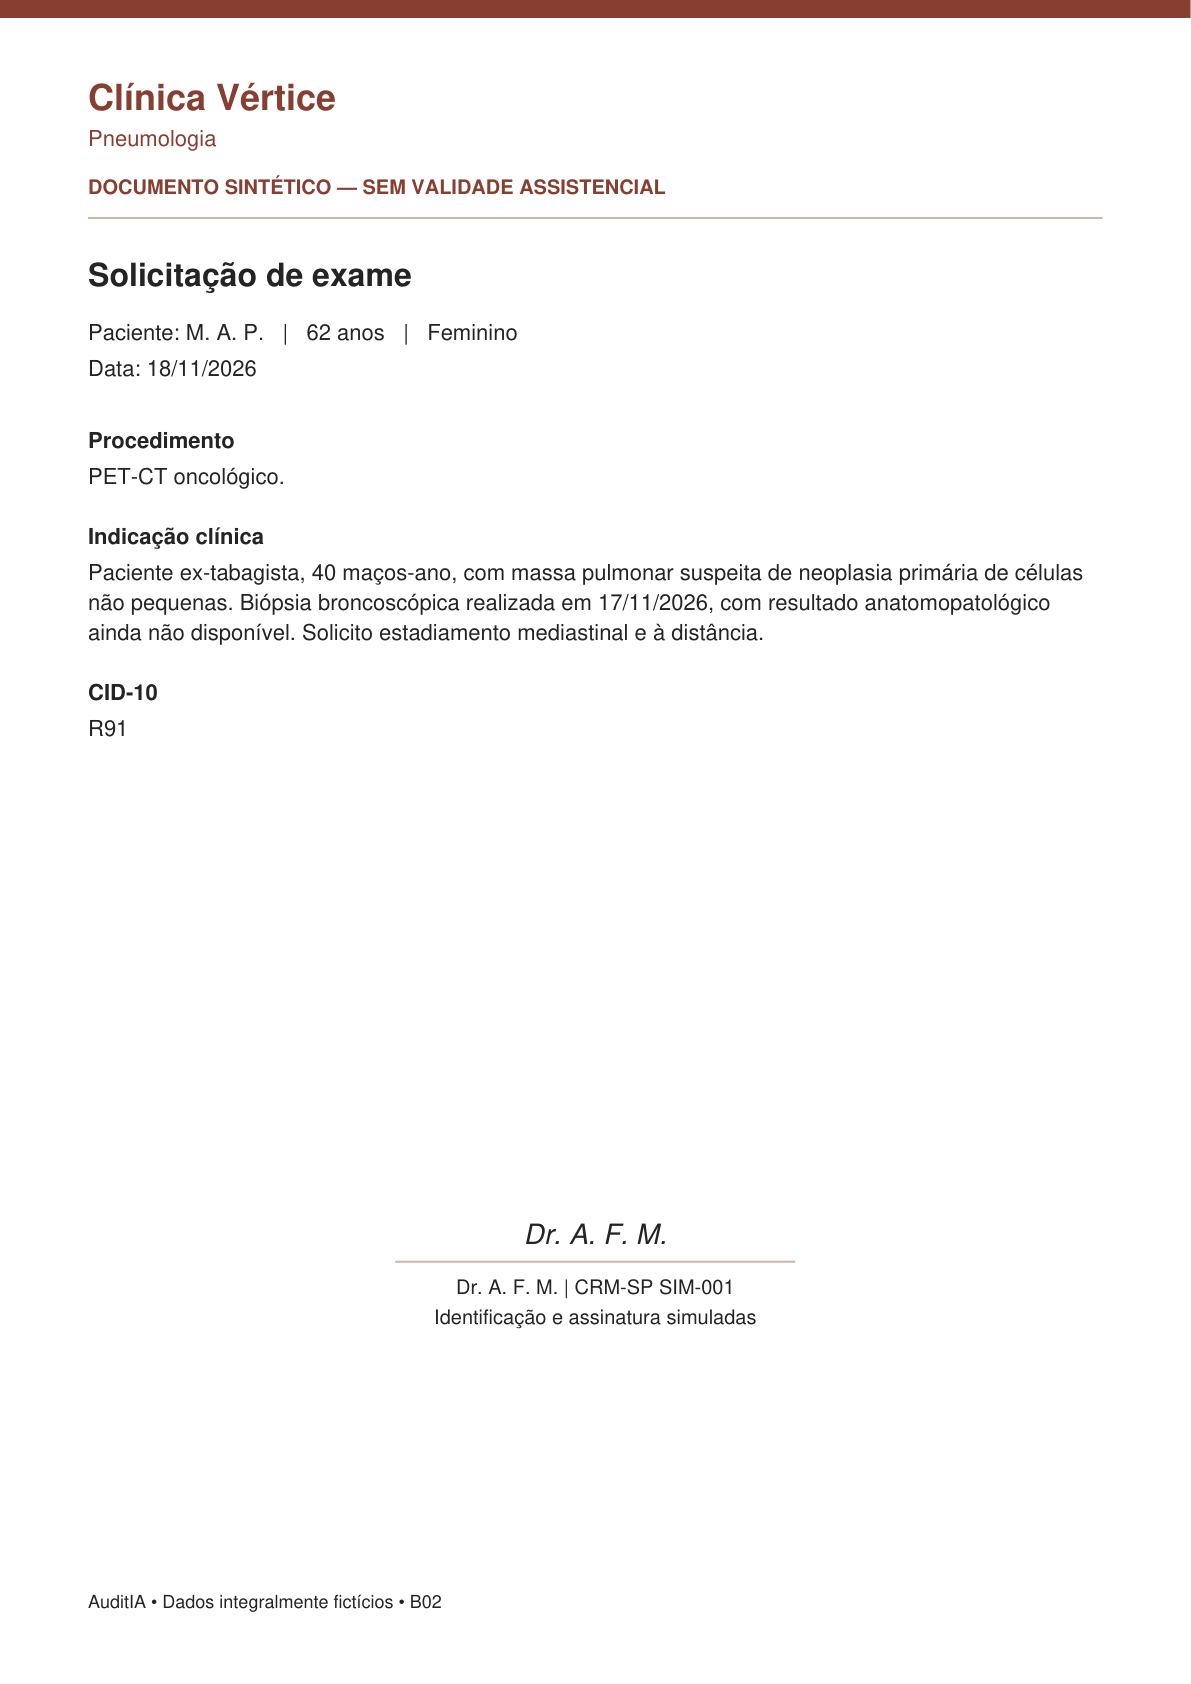 Clínica Vértice
Pneumologia
DOCUMENTO SINTÉTICO — SEM VALIDADE ASSISTENCIAL
Solicitação de exame
Paciente: M. A. P. | 62 anos | Feminino
Data: 18/11/2026
Procedimento
PET-CT oncológico.
Indicação clínica
Paciente ex-tabagista, 40 maços-ano, com massa pulmonar suspeita de neoplasia primária de células
não pequenas. Biópsia broncoscópica realizada em 17/11/2026, com resultado anatomopatológico
ainda não disponível. Solicito estadiamento mediastinal e à distância.
CID-10
R91
Dr. A. F. M.
Dr. A. F. M. | CRM-SP SIM-001
Identificação e assinatura simuladas
AuditIA • Dados integralmente fictícios • B02